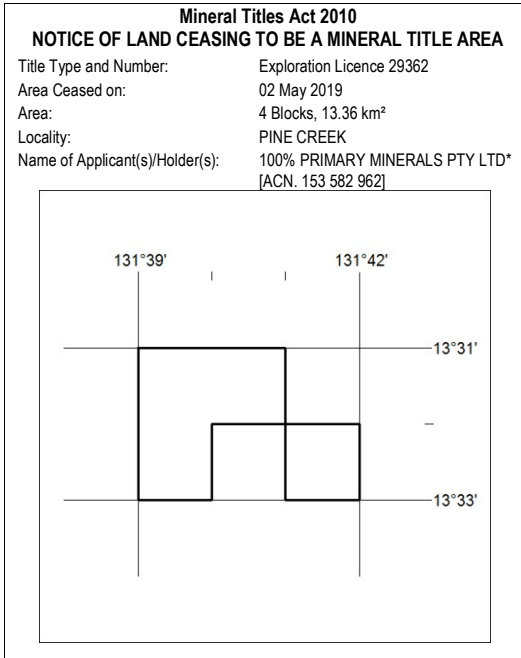 Mineral Titles Act 2010
NOTICE OF LAND CEASING TO BE A MINERAL TITLE AREA
Title Type and Number: Exploration Licence 29362
Area Ceased on: 02 May 2019
Area: 4 Blocks, 13.36 km²
Locality: PINE CREEK
Name of Applicant(s)/Holder(s): 100% PRIMARY MINERALS PTY LTD*
[ACN. 153 582 962]
131°39' 131°42'
13°31'
13°33'